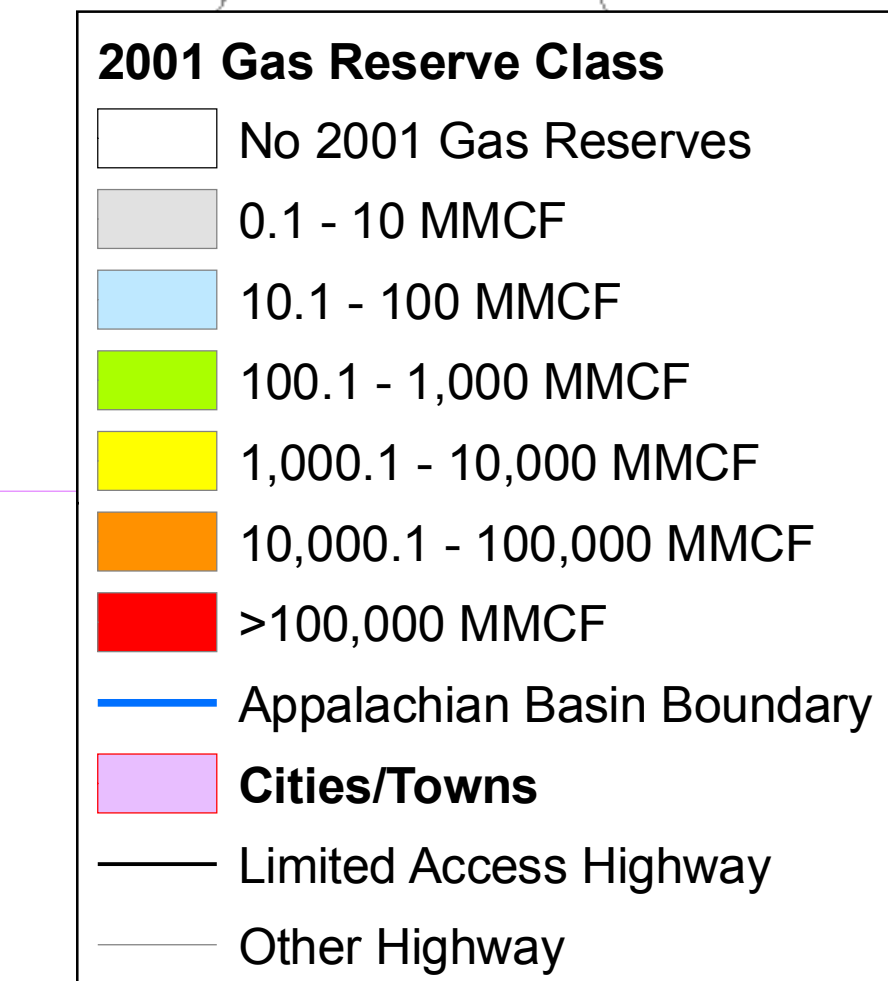 2001 Gas Reserve Class
No 2001 Gas Reserves
0.1 - 10 MMCF
10.1 - 100 MMCF
100.1 - 1,000 MMCF
1,000.1 - 10,000 MMCF
10,000.1 - 100,000 MMCF
>100,000 MMCF
Appalachian Basin Boundary
Cities/Towns
Limited Access Highway
Other Highway